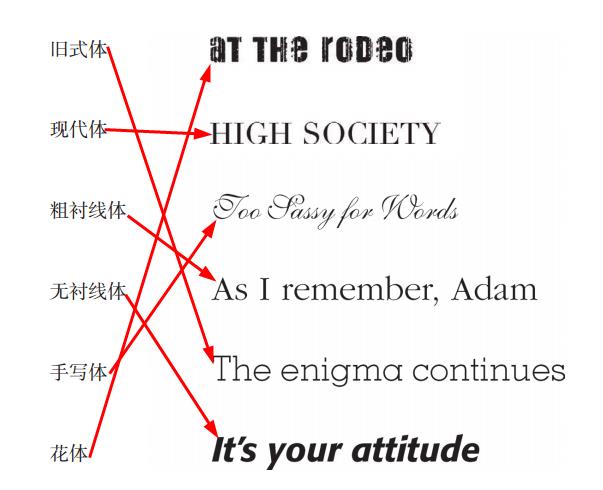 旧式体
aT THe roDeo
现代体
HIGH SOCIETY
粗衬线体
Too Sassy for Words
无衬线体
As I remember, Adam
手写体
The enigma continues
花体
It's your attitude